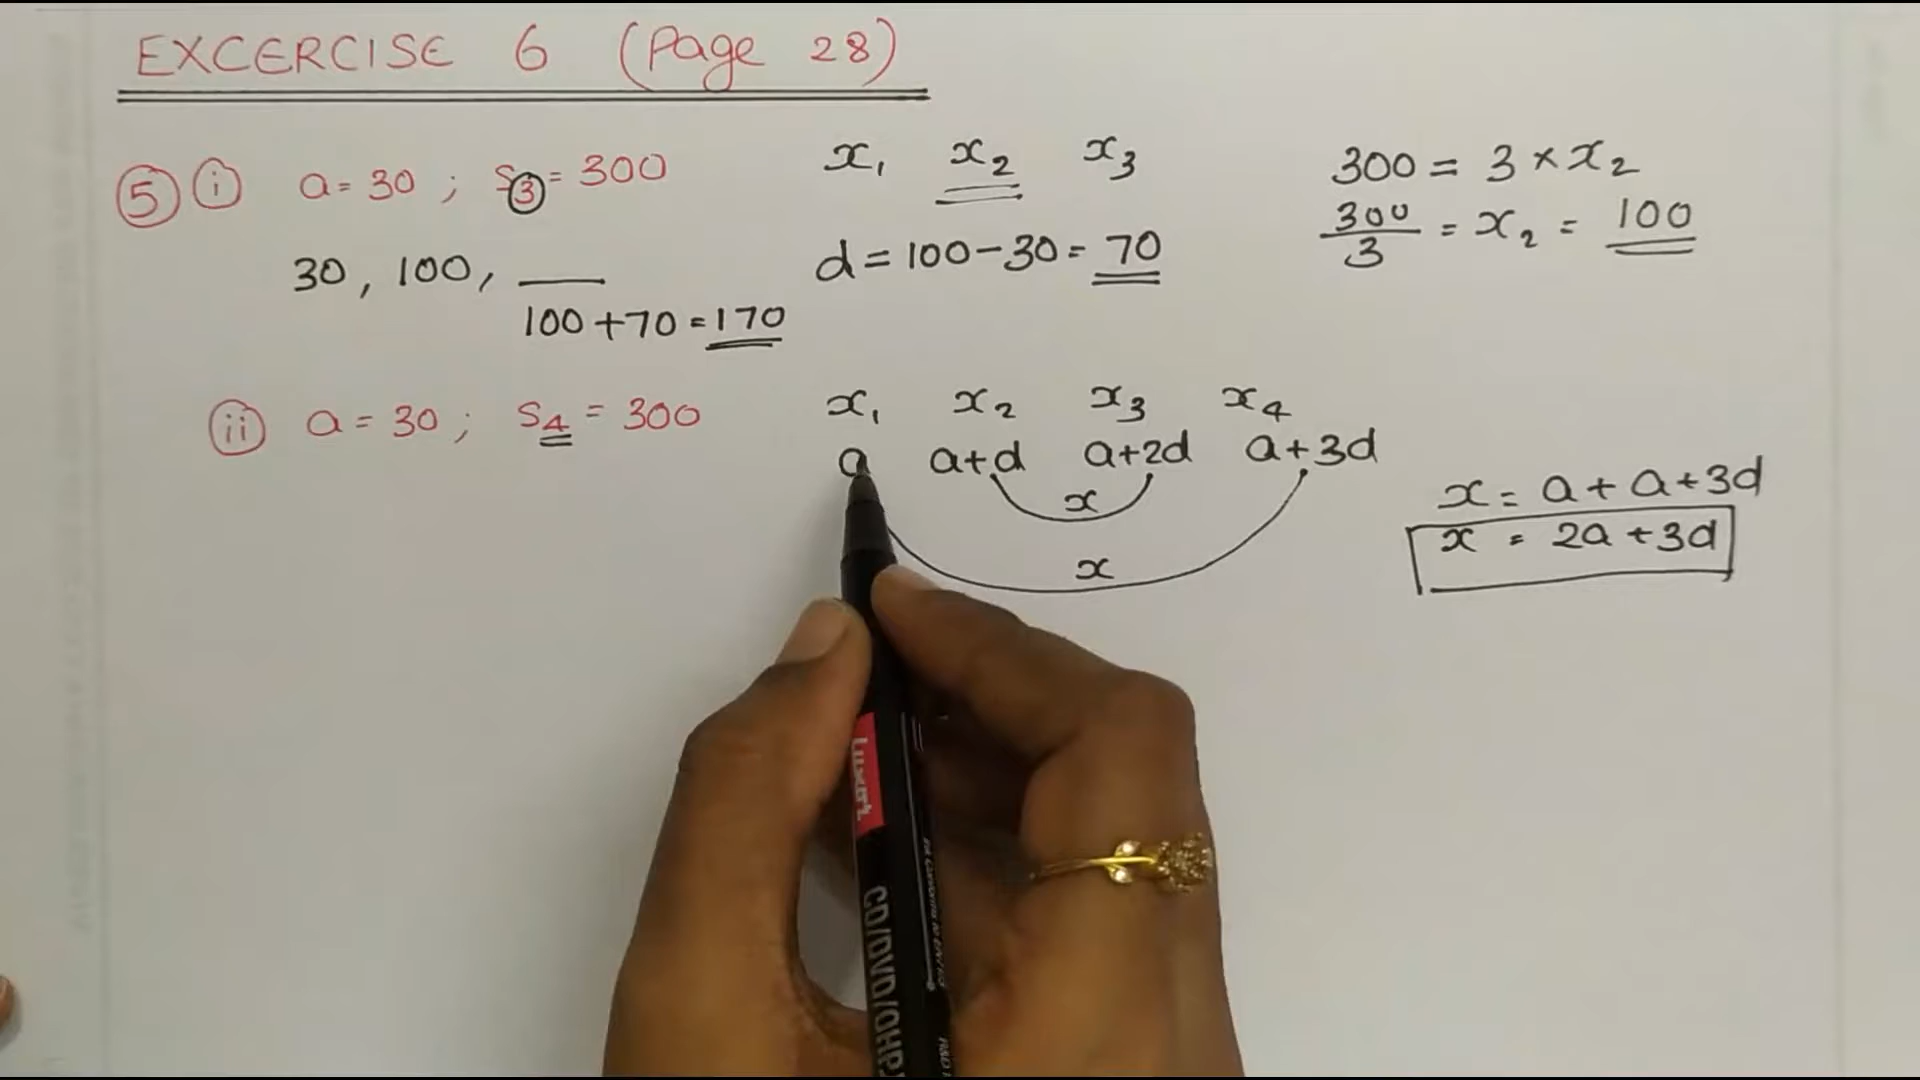 EXCERCISE 6 (Page 28)
5 i a = 30 ; S3 = 300
30 , 100 , ___
100 + 70 = 170
x1 x2 x3
d = 100 - 30 = 70
300 = 3 × x2
300/3 = x2 = 100
ii a = 30 ; S4 = 300
x1 x2 x3 x4
a a+d a+2d a+3d
x
x
x = a + a + 3d
x = 2a + 3d
Luxor
CD/DVD/OHP